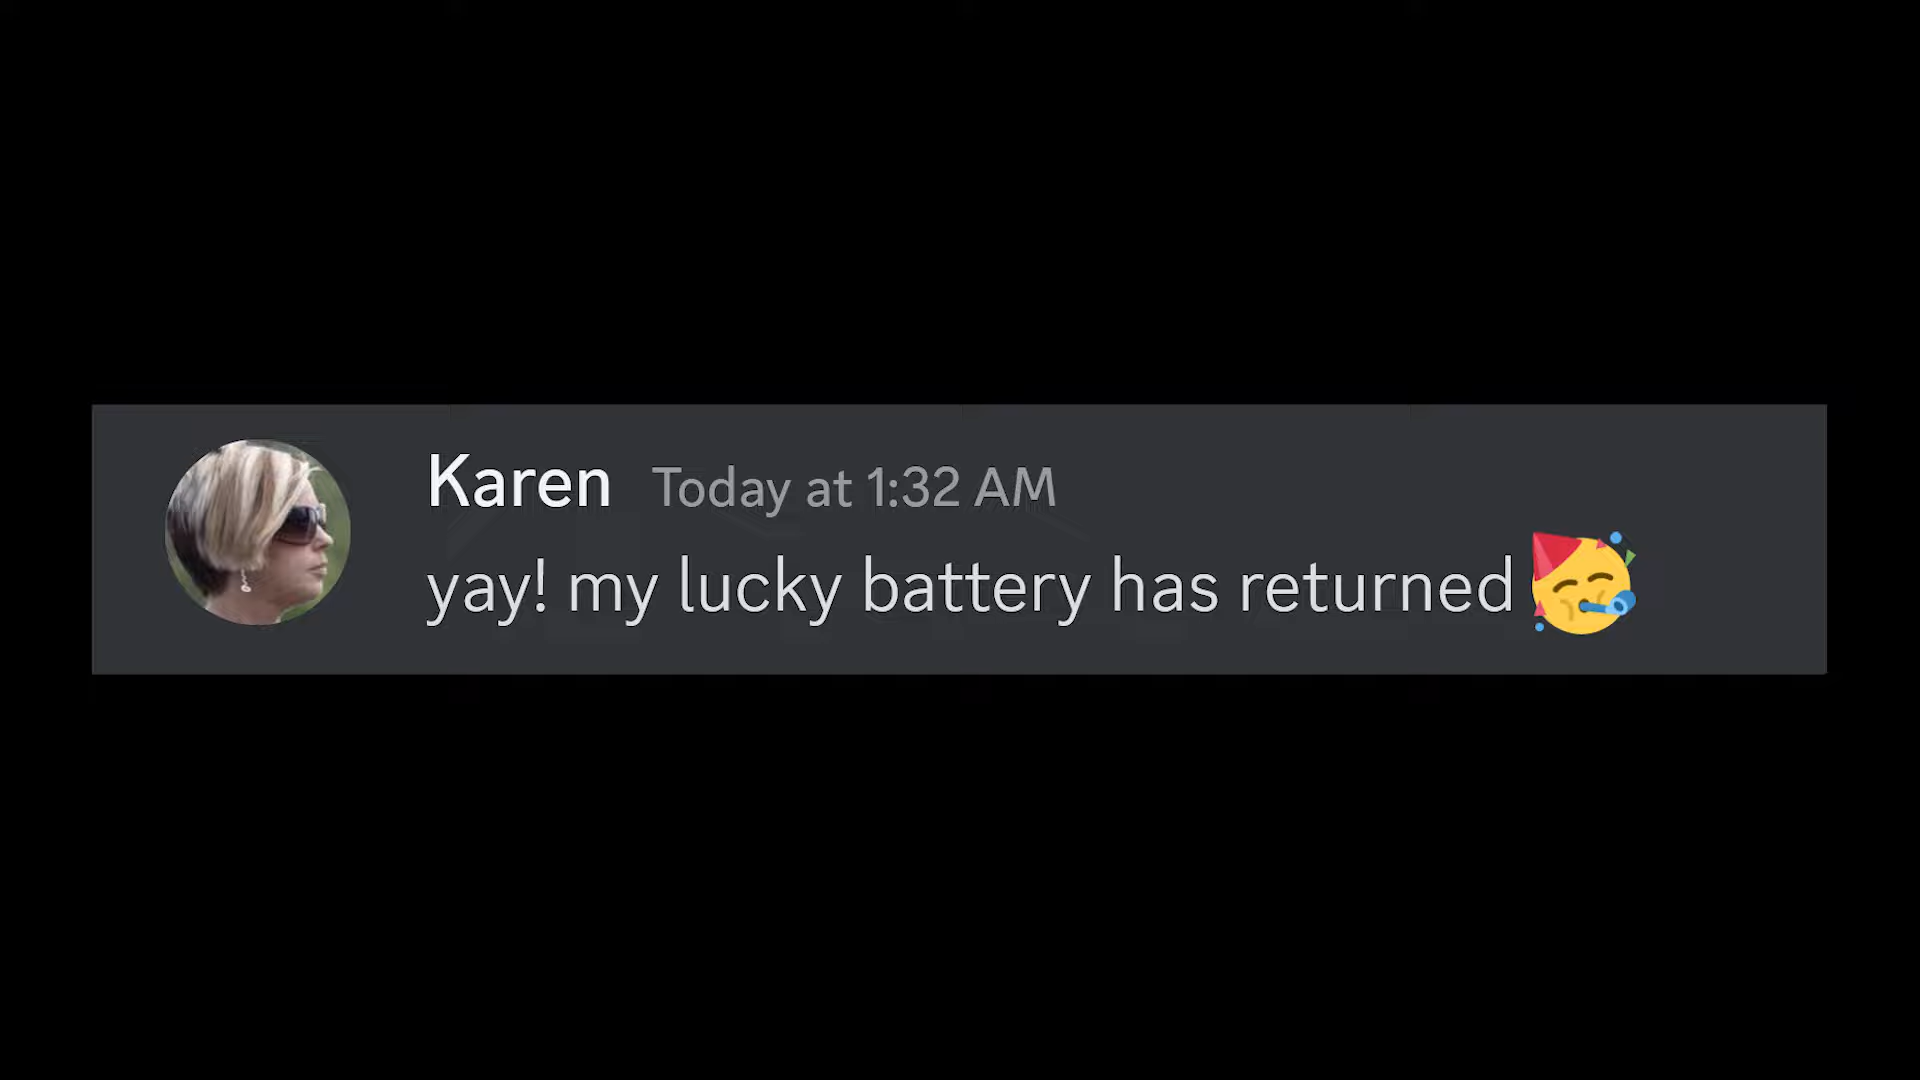 Karen Today at 1:32 AM
yay! my lucky battery has returned 🥳